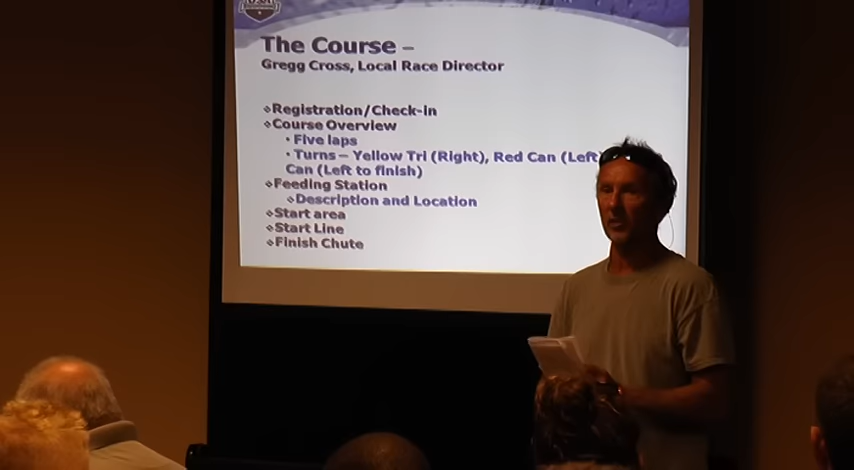 The Course –
Gregg Cross, Local Race Director
❖Registration/Check-in
❖Course Overview
• Five laps
• Turns – Yellow Tri (Right), Red Can (Left)
Can (Left to finish)
❖Feeding Station
❖Description and Location
❖Start area
❖Start Line
❖Finish Chute